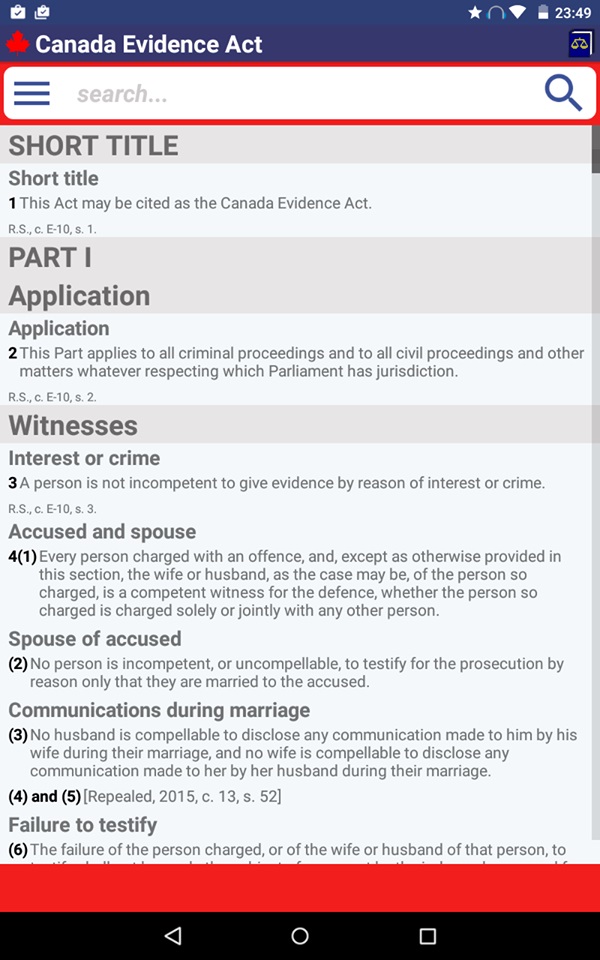 23:49
Canada Evidence Act
search...
SHORT TITLE
Short title
1 This Act may be cited as the Canada Evidence Act.
R.S., c. E-10, s. 1.
PART I
Application
Application
2 This Part applies to all criminal proceedings and to all civil proceedings and other
matters whatever respecting which Parliament has jurisdiction.
R.S., c. E-10, s. 2.
Witnesses
Interest or crime
3 A person is not incompetent to give evidence by reason of interest or crime.
R.S., c. E-10, s. 3.
Accused and spouse
4(1) Every person charged with an offence, and, except as otherwise provided in
this section, the wife or husband, as the case may be, of the person so
charged, is a competent witness for the defence, whether the person so
charged is charged solely or jointly with any other person.
Spouse of accused
(2) No person is incompetent, or uncompellable, to testify for the prosecution by
reason only that they are married to the accused.
Communications during marriage
(3) No husband is compellable to disclose any communication made to him by his
wife during their marriage, and no wife is compellable to disclose any
communication made to her by her husband during their marriage.
(4) and (5) [Repealed, 2015, c. 13, s. 52]
Failure to testify
(6) The failure of the person charged, or of the wife or husband of that person, to